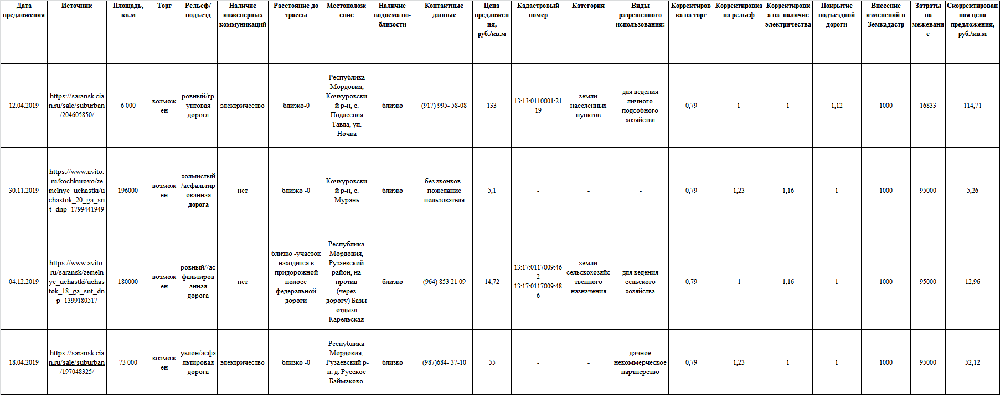 Дата предложения
Источник
Площадь, кв.м
Торг
Рельеф/ подъезд
Наличие инженерных коммуникаций
Расстояние до трассы
Местоположение
Наличие водоема по-близости
Контактные данные
Цена предложения, руб./кв.м
Кадастровый номер
Категория
Виды разрешенного использования:
Корректировка на торг
Корректировка на рельеф
Корректировка на наличие электричества
Покрытие подъездной дороги
Внесение изменений в Земкадастр
Затраты на межевание
Скорректированная цена предложения, руб./кв.м
12.04.2019
https://saransk.cian.ru/sale/suburban/204605850/
6 000
возможен
ровный/грунтовая дорога
электричество
близко-0
Республика Мордовия, Кочкуровский р-н, с. Подлесная Тавла, ул. Ночка
близко
(917) 995- 58-08
133
13:13:0110001:2119
земли населенных пунктов
для ведения личного подсобного хозяйства
0,79
1
1
1,12
1000
16833
114,71
30.11.2019
https://www.avito.ru/kochkurovo/zemelnye_uchastki/uchastok_20_ga_snt_dnp_1799441949
196000
возможен
холмистый/асфальтированная дорога
нет
близко -0
Кочкуровский р-н, с. Мурань
близко
без звонков - пожелание пользователя
5,1
-
-
-
0,79
1,23
1,16
1
1000
95000
5,26
04.12.2019
https://www.avito.ru/saransk/zemelnye_uchastki/uchastok_18_ga_snt_dnp_1399180517
180000
возможен
ровный//асфальтированная дорога
нет
близко -участок находится в придорожной полосе федеральной дороги
Республика Мордовия, Рузаевский район, на против (через дорогу) Базы отдыха Карельская
близко
(964) 853 21 09
14,72
13:17:0117009:462
13:17:0117009:486
земли сельскохозяйственного назначения
для ведения сельского хозяйства
0,79
1
1,16
1
1000
95000
12,96
18.04.2019
https://saransk.cian.ru/sale/suburban/197048325/
73 000
возможен
уклон/асфальтировая дорога
электричество
близко -0
Республика Мордовия, Рузаевский р-н. д. Русское Баймаково
близко
(987)684- 37-10
55
-
-
дачное некоммерческое партнерство
0,79
1,23
1
1
1000
95000
52,12